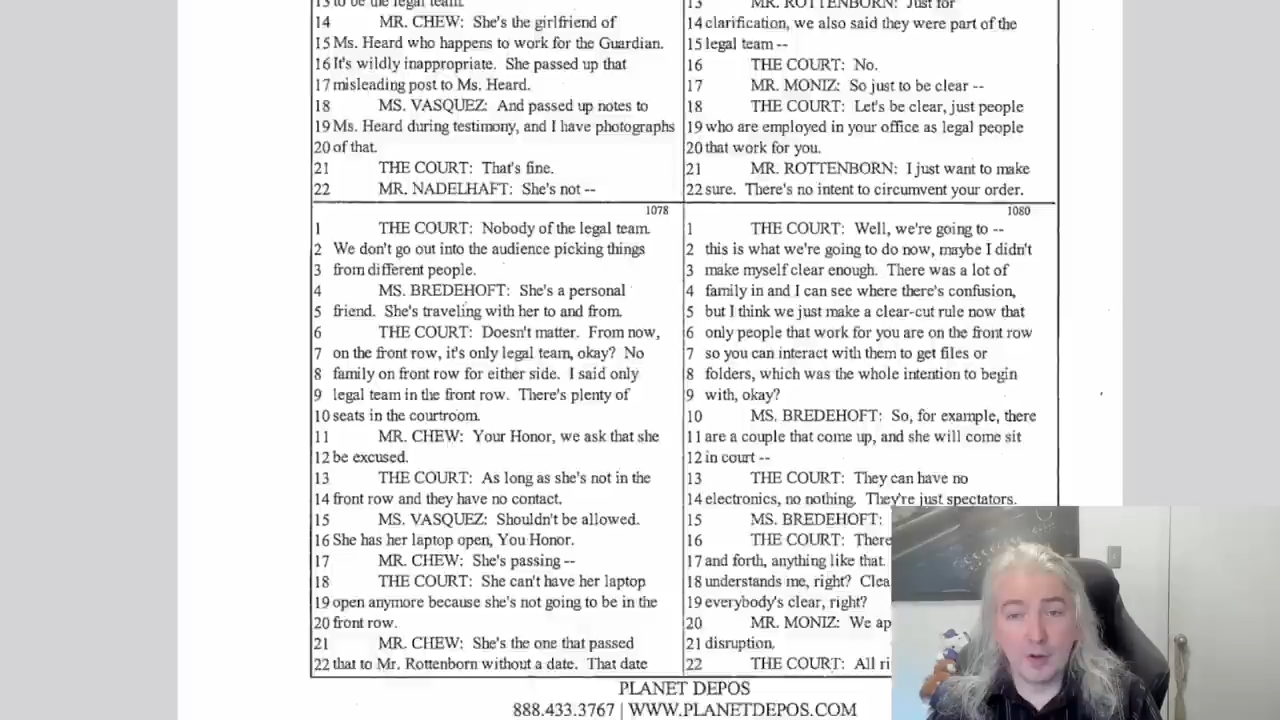 13 to be the legal team.
14 MR. CHEW: She's the girlfriend of
15 Ms. Heard who happens to work for the Guardian.
16 It's wildly inappropriate. She passed up that
17 misleading post to Ms. Heard.
18 MS. VASQUEZ: And passed up notes to
19 Ms. Heard during testimony, and I have photographs
20 of that.
21 THE COURT: That's fine.
22 MR. NADELHAFT: She's not --
1078
1 THE COURT: Nobody of the legal team.
2 We don't go out into the audience picking things
3 from different people.
4 MS. BREDEHOFT: She's a personal
5 friend. She's traveling with her to and from.
6 THE COURT: Doesn't matter. From now,
7 on the front row, it's only legal team, okay? No
8 family on front row for either side. I said only
9 legal team in the front row. There's plenty of
10 seats in the courtroom.
11 MR. CHEW: Your Honor, we ask that she
12 be excused.
13 THE COURT: As long as she's not in the
14 front row and they have no contact.
15 MS. VASQUEZ: Shouldn't be allowed.
16 She has her laptop open, You Honor.
17 MR. CHEW: She's passing --
18 THE COURT: She can't have her laptop
19 open anymore because she's not going to be in the
20 front row.
21 MR. CHEW: She's the one that passed
22 that to Mr. Rottenborn without a date. That date
13 MR. ROTTENBORN: Just for
14 clarification, we also said they were part of the
15 legal team --
16 THE COURT: No.
17 MR. MONIZ: So just to be clear --
18 THE COURT: Let's be clear, just people
19 who are employed in your office as legal people
20 that work for you.
21 MR. ROTTENBORN: I just want to make
22 sure. There's no intent to circumvent your order.
1080
1 THE COURT: Well, we're going to --
2 this is what we're going to do now, maybe I didn't
3 make myself clear enough. There was a lot of
4 family in and I can see where there's confusion,
5 but I think we just make a clear-cut rule now that
6 only people that work for you are on the front row
7 so you can interact with them to get files or
8 folders, which was the whole intention to begin
9 with, okay?
10 MS. BREDEHOFT: So, for example, there
11 are a couple that come up, and she will come sit
12 in court --
13 THE COURT: They can have no
14 electronics, no nothing. They're just spectators.
15 MS. BREDEHOFT:
16 THE COURT: There
17 and forth, anything like that.
18 understands me, right? Clea
19 everybody's clear, right?
20 MR. MONIZ: We ap
21 disruption,
22 THE COURT: All ri
PLANET DEPOS
888.433.3767 | WWW.PLANETDEPOS.COM